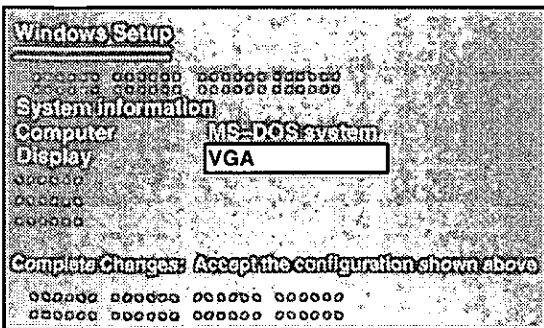 Windows Setup
System information
Computer MS-DOS system
Display VGA
Complete Changes: Accept the configuration shown above